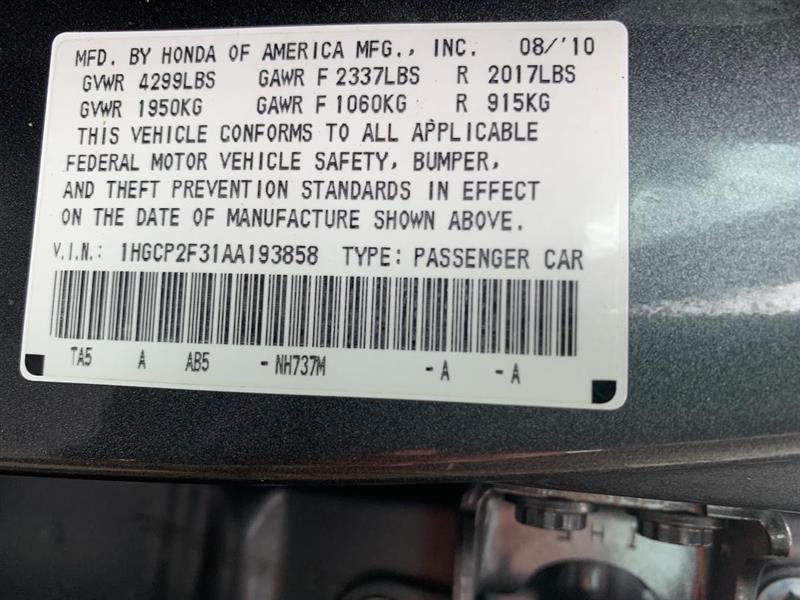 MFD. BY HONDA OF AMERICA MFG., INC. 08/'10
GVWR 4299LBS GAWR F 2337LBS R 2017LBS
GVWR 1950KG GAWR F 1060KG R 915KG
THIS VEHICLE CONFORMS TO ALL APPLICABLE
FEDERAL MOTOR VEHICLE SAFETY, BUMPER,
AND THEFT PREVENTION STANDARDS IN EFFECT
ON THE DATE OF MANUFACTURE SHOWN ABOVE.
V.I.N.: 1HGCP2F31AA193858 TYPE: PASSENGER CAR
TA5 A AB5 - NH737M - A - A